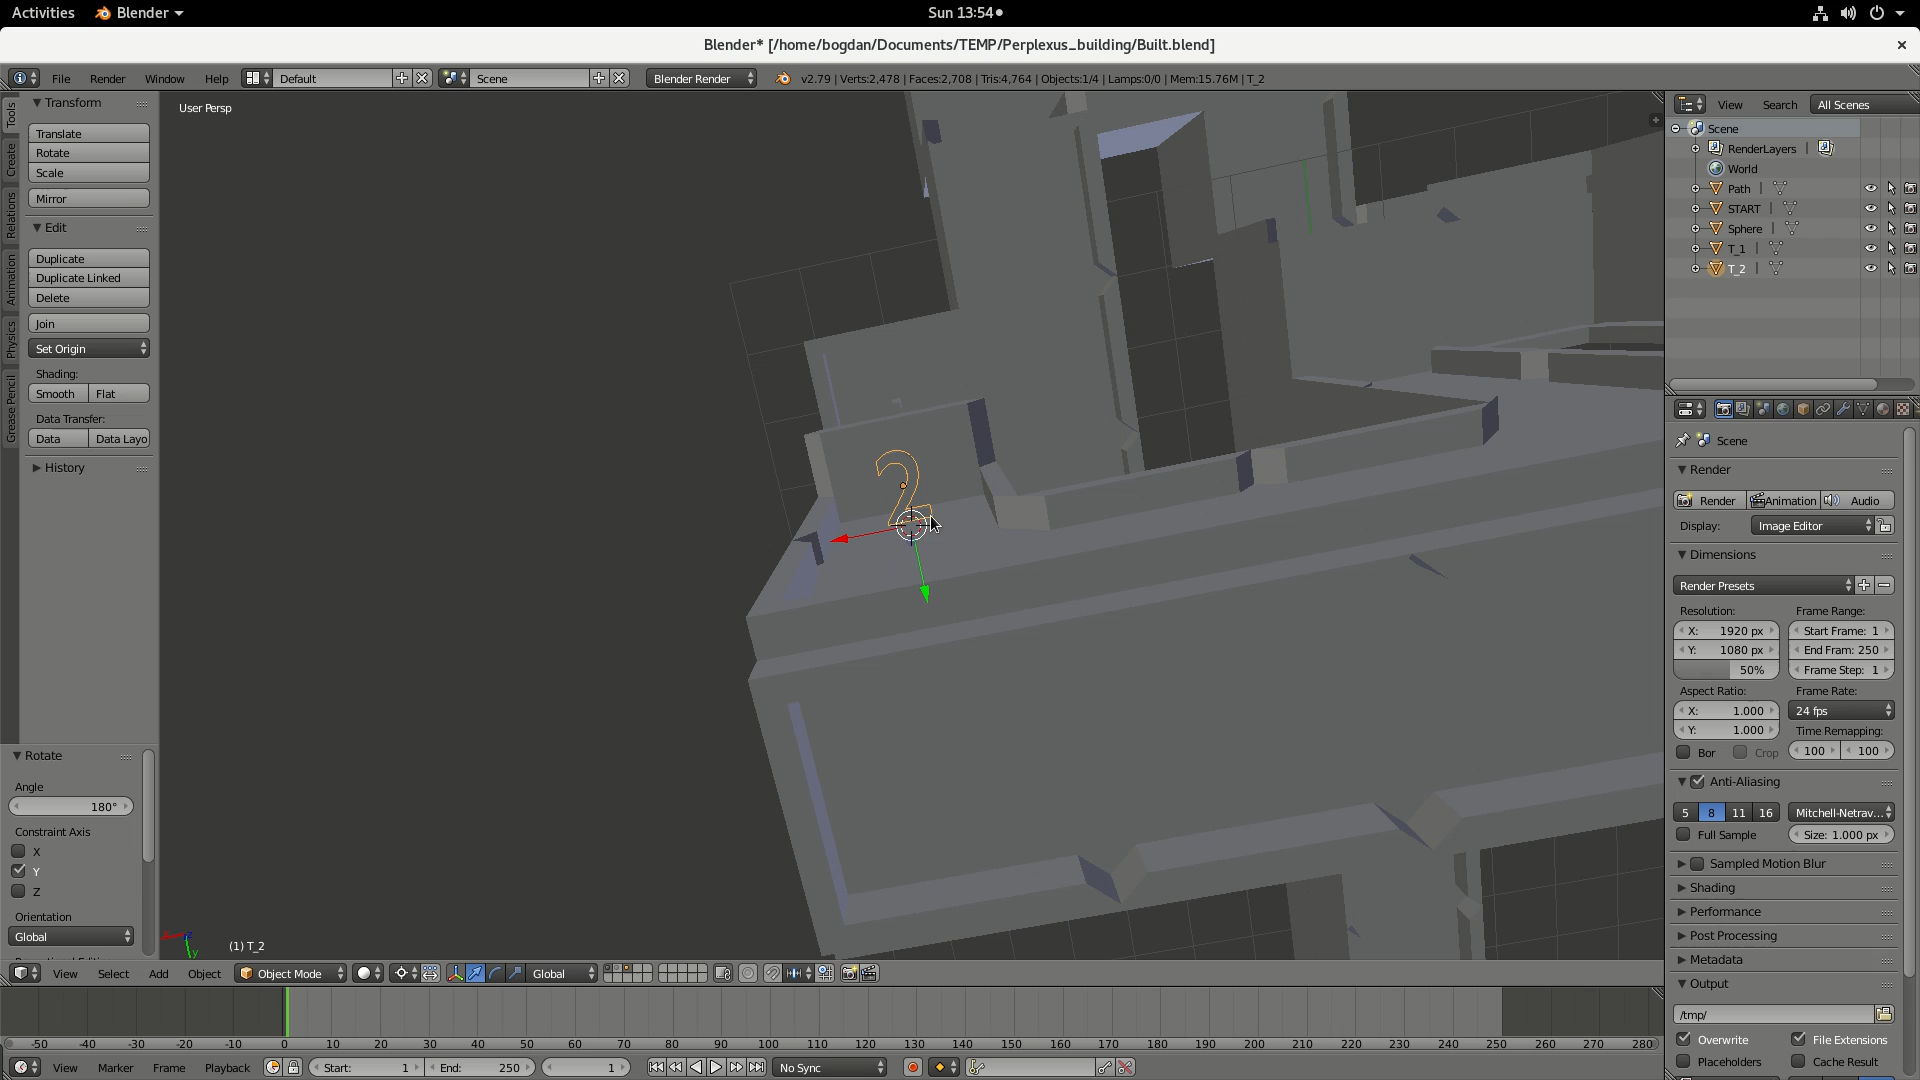 Activities Blender Sun 13:54
Blender* [/home/bogdan/Documents/TEMP/Perplexus_building/Built.blend]
File Render Window Help Default Scene Blender Render v2.79 | Verts:2,478 | Faces:2,708 | Tris:4,764 | Objects:1/4 | Lamps:0/0 | Mem:15.76M | T_2
Tools
Create
Relations
Animation
Physics
Grease Pencil
Transform
Translate
Rotate
Scale
Mirror
Edit
Duplicate
Duplicate Linked
Delete
Join
Set Origin
Shading:
Smooth Flat
Data Transfer:
Data Data Layo
History
Rotate
Angle
180°
Constraint Axis
X
Y
Z
Orientation
Global
User Persp
2
y
(1) T_2
View Search All Scenes
Scene
RenderLayers |
World
Path |
START |
Sphere |
T_1 |
T_2 |
Scene
Render
Render Animation Audio
Display: Image Editor
Dimensions
Render Presets
Resolution: Frame Range:
X: 1920 px Start Frame: 1
Y: 1080 px End Fram: 250
50% Frame Step: 1
Aspect Ratio: Frame Rate:
X: 1.000 24 fps
Y: 1.000 Time Remapping:
Bor Crop 100 100
Anti-Aliasing
5 8 11 16 Mitchell-Netrav...
Full Sample Size: 1.000 px
Sampled Motion Blur
Shading
Performance
Post Processing
Metadata
Output
/tmp/
Overwrite File Extensions
Placeholders Cache Result
View Select Add Object Object Mode Global
-50 -40 -30 -20 -10 0 10 20 30 40 50 60 70 80 90 100 110 120 130 140 150 160 170 180 190 200 210 220 230 240 250 260 270 280
View Marker Frame Playback Start: 1 End: 250 1 No Sync